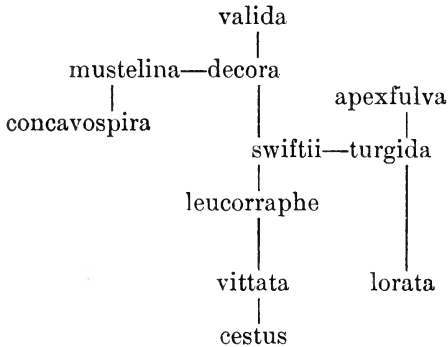 valida
mustelina—decora
apexfulva
concavospira
swiftii—turgida
leucorraphe
vittata lorata
cestus